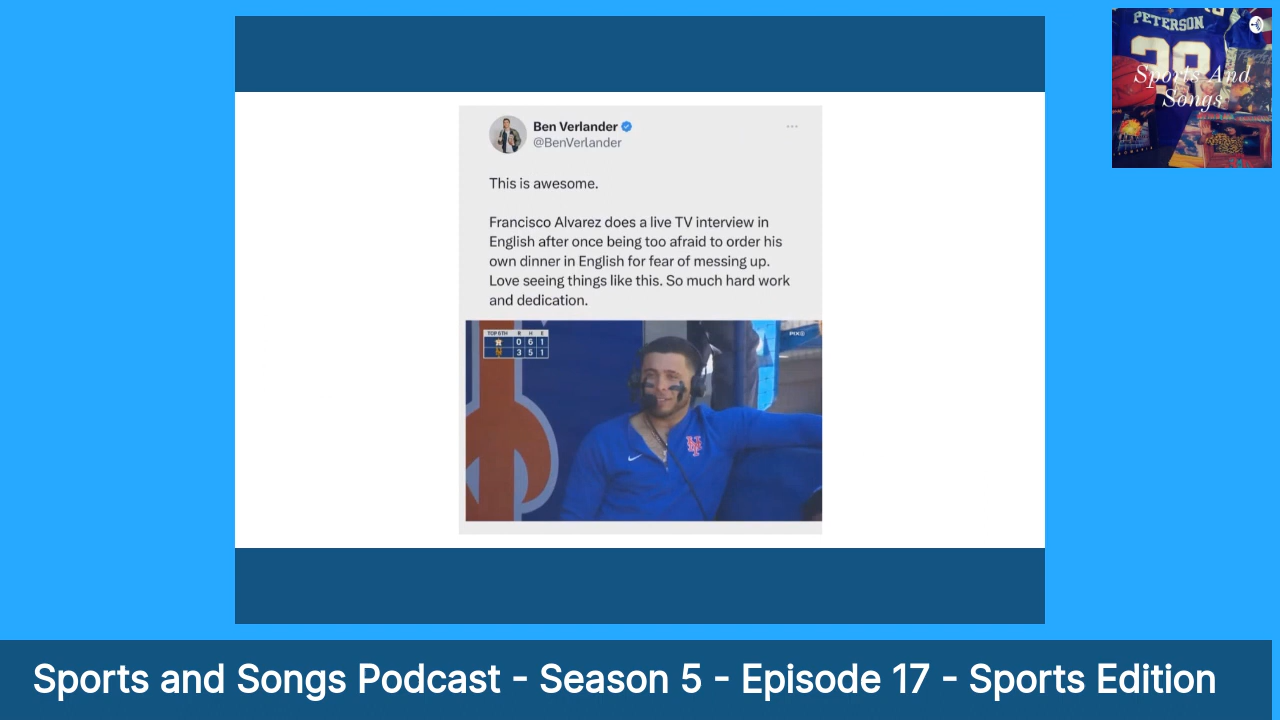 PETERSON
Sports And
Songs
Ben Verlander
@BenVerlander
This is awesome.
Francisco Alvarez does a live TV interview in
English after once being too afraid to order his
own dinner in English for fear of messing up.
Love seeing things like this. So much hard work
and dedication.
TOP 6TH R H E
0 6 1
3 5 1
PIX
NY
Sports and Songs Podcast - Season 5 - Episode 17 - Sports Edition